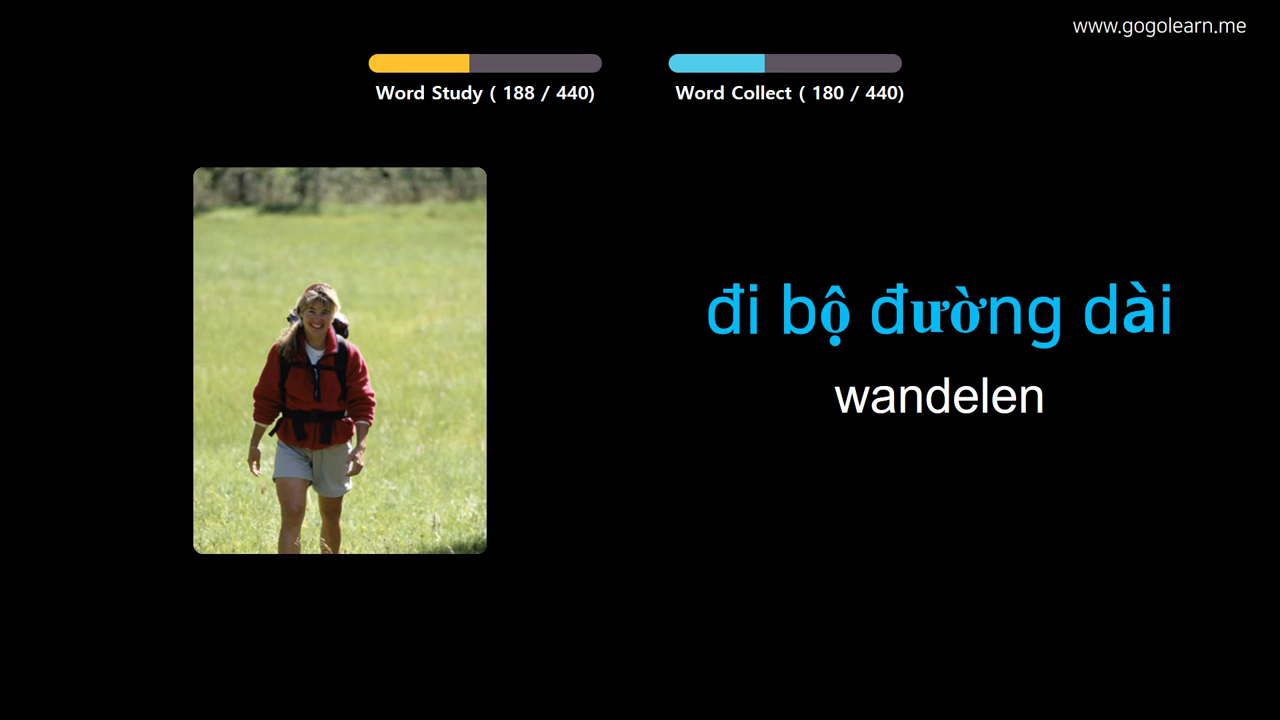 www.gogolearn.me
Word Study ( 188 / 440)
Word Collect ( 180 / 440)
đi bộ đường dài
wandelen